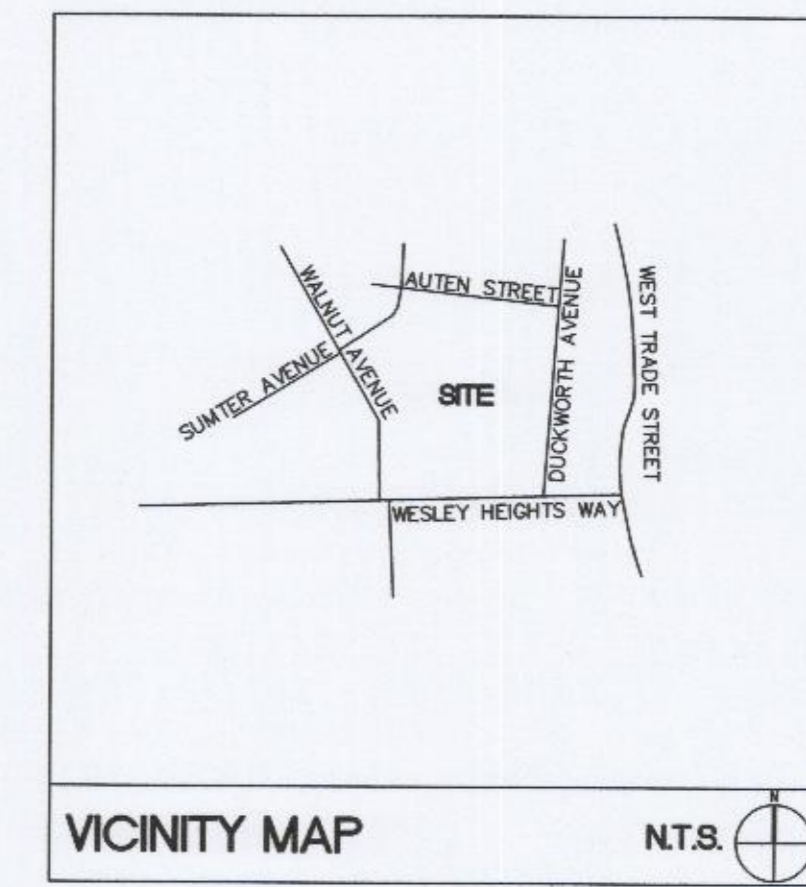 WALNUT AVENUE
AUTEN STREET
SUMTER AVENUE
SITE
DUCKWORTH AVENUE
WEST TRADE STREET
WESLEY HEIGHTS WAY
VICINITY MAP
N.T.S.
N